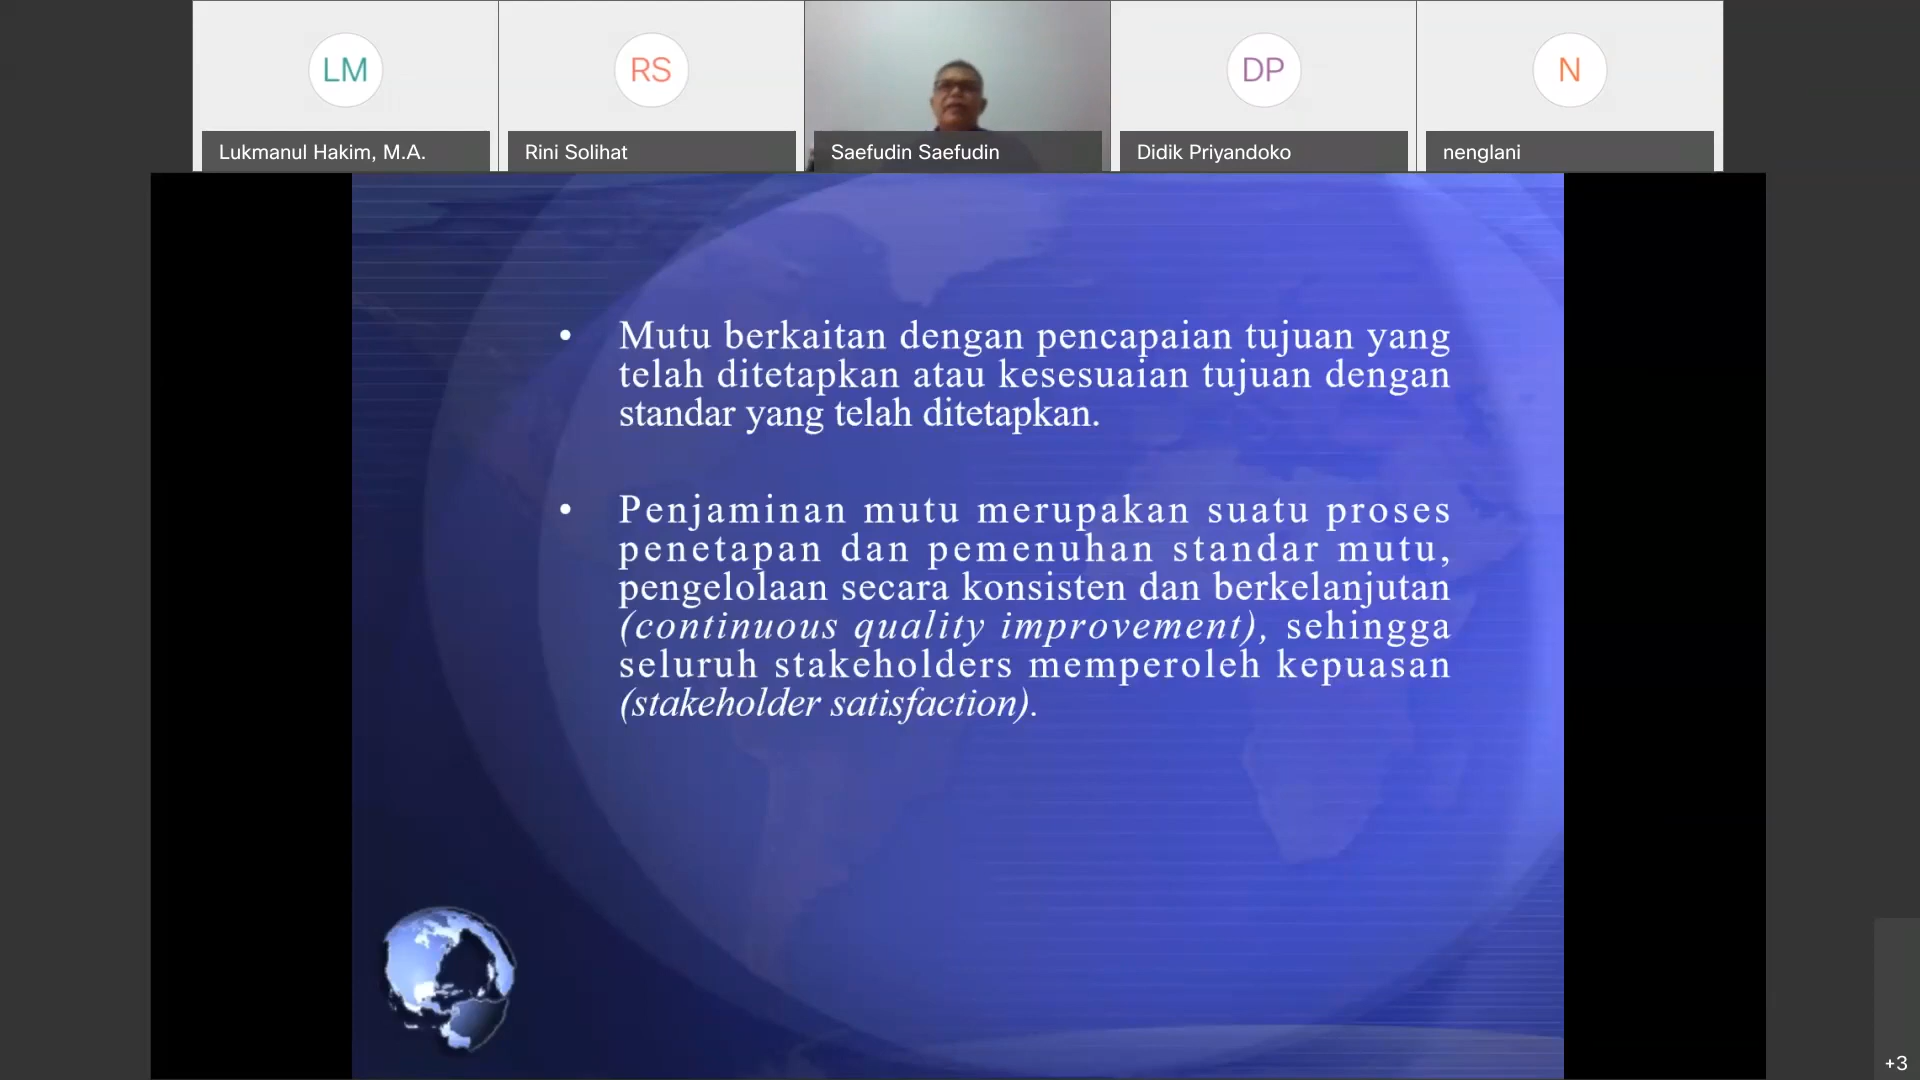 LM
RS
DP
N
Lukmanul Hakim, M.A.
Rini Solihat
Saefudin Saefudin
Didik Priyandoko
nenglani
• Mutu berkaitan dengan pencapaian tujuan yang
telah ditetapkan atau kesesuaian tujuan dengan
standar yang telah ditetapkan.
• Penjaminan mutu merupakan suatu proses
penetapan dan pemenuhan standar mutu,
pengelolaan secara konsisten dan berkelanjutan
(continuous quality improvement), sehingga
seluruh stakeholders memperoleh kepuasan
(stakeholder satisfaction).
+3